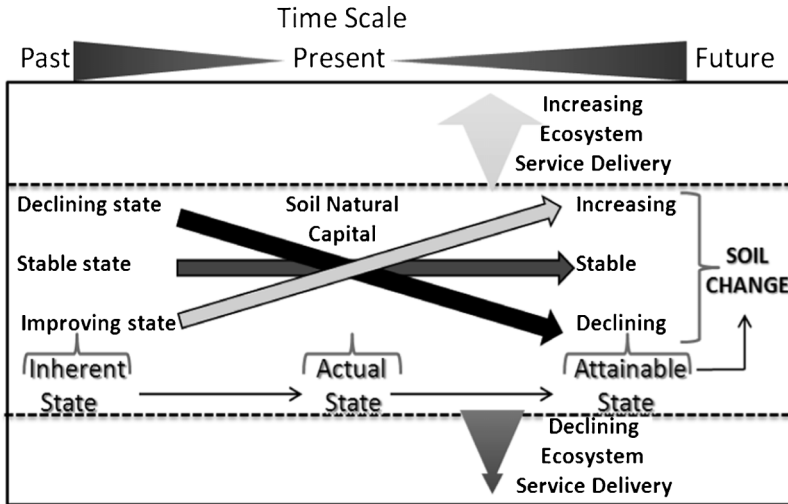 Time Scale
Past Present Future
Increasing
Ecosystem
Service Delivery
Declining state
Soil Natural
Capital
Increasing
Stable state
Stable
SOIL
CHANGE
Improving state
Declining
Inherent
State
Actual
State
Attainable
State
Declining
Ecosystem
Service Delivery